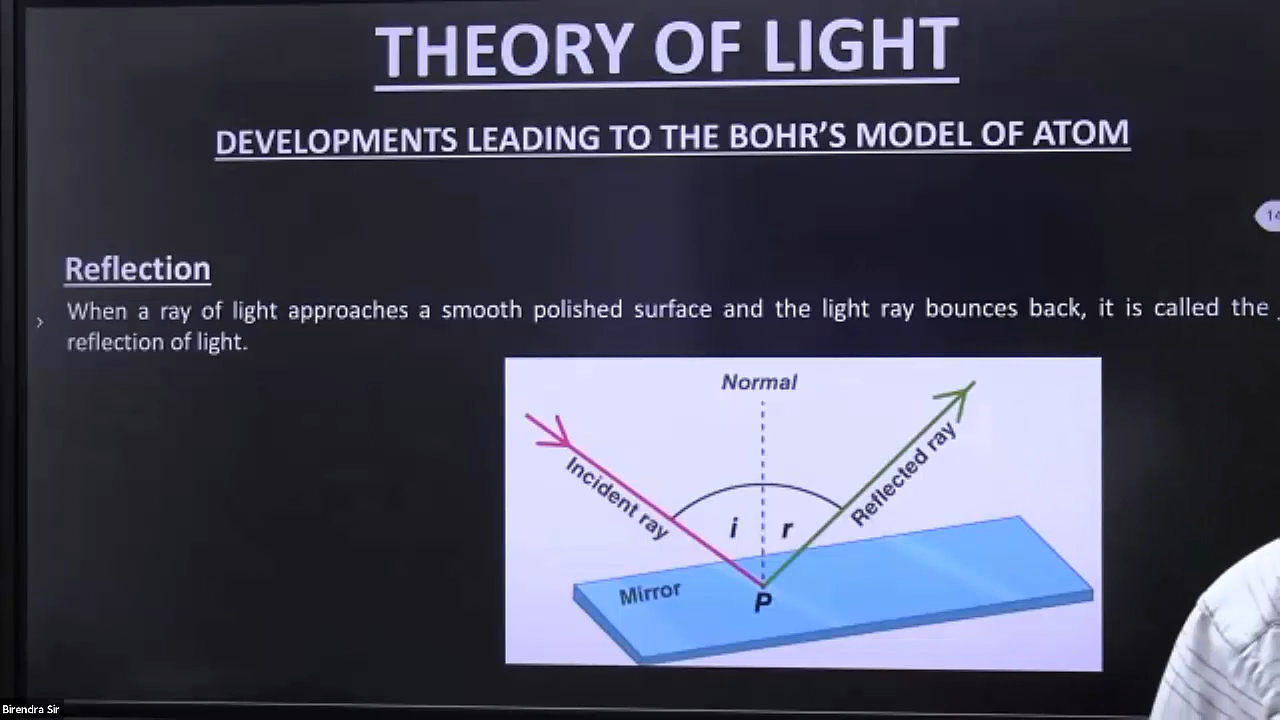 THEORY OF LIGHT
DEVELOPMENTS LEADING TO THE BOHR'S MODEL OF ATOM
14
Reflection
When a ray of light approaches a smooth polished surface and the light ray bounces back, it is called the
reflection of light.
Normal
Incident ray
Reflected ray
i r
Mirror
P
Birendra Sir